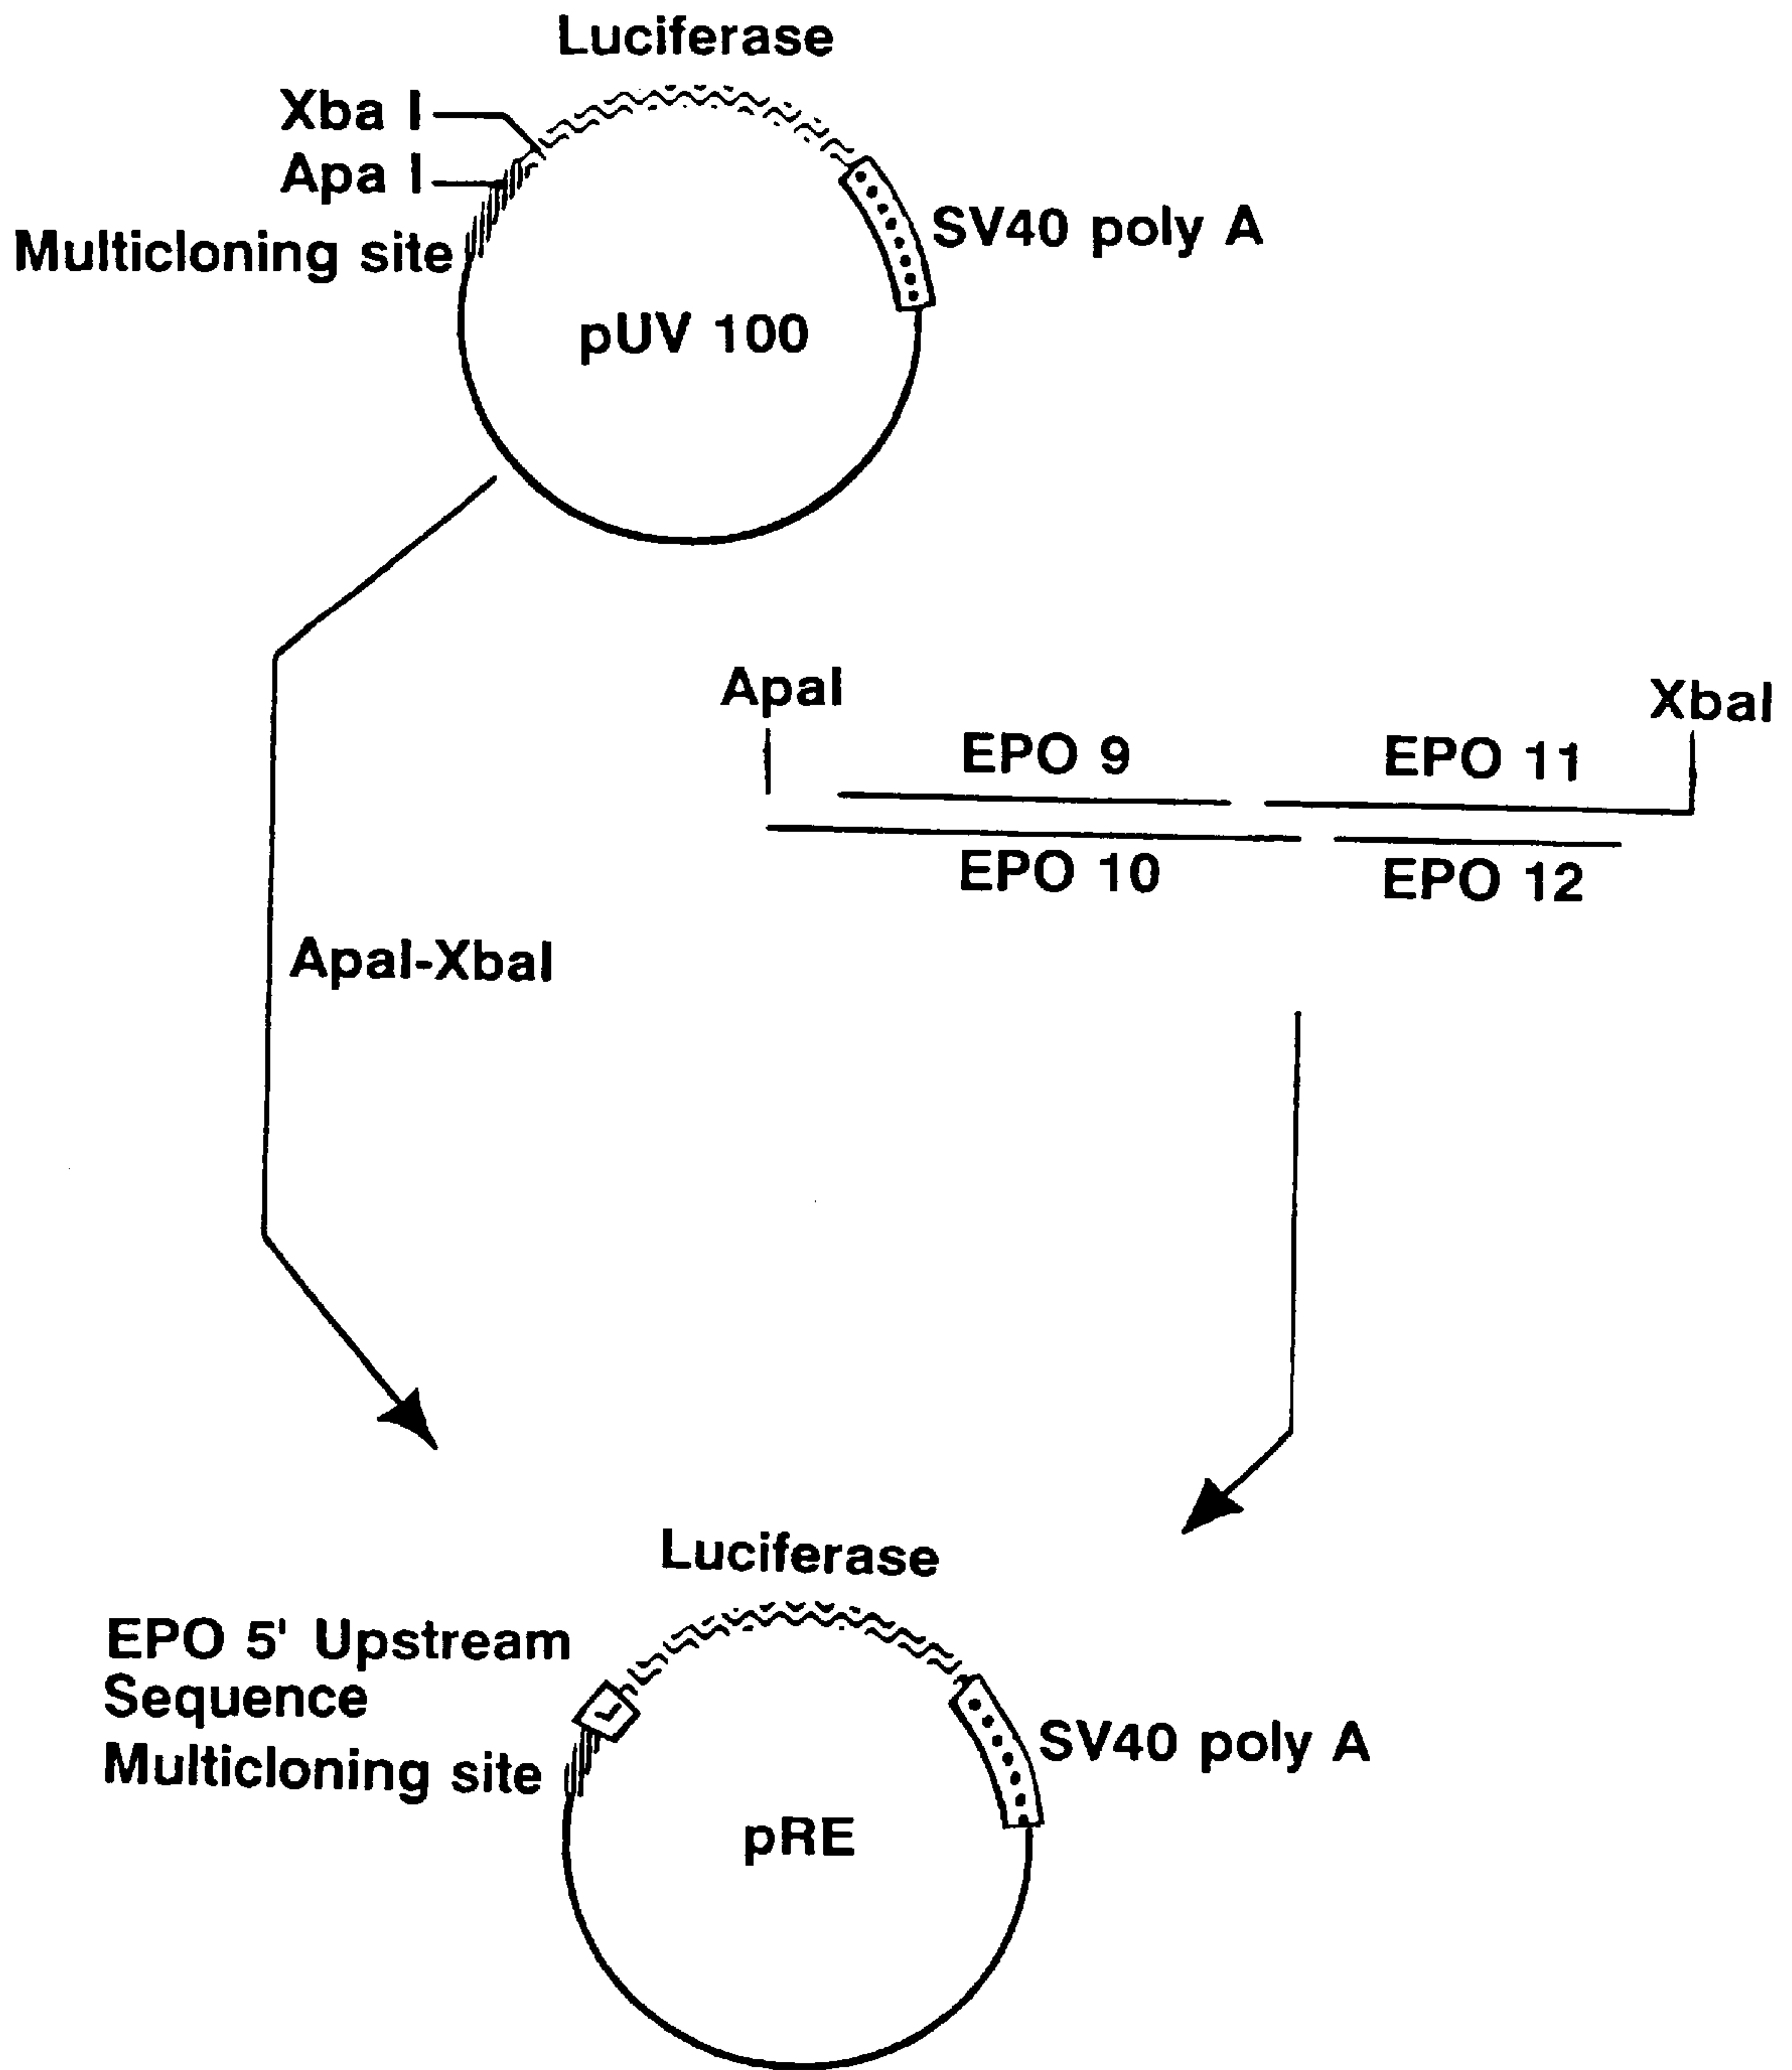 Luciferase
Xba I
Apa I
Multicloning site
SV40 poly A
pUV 100
ApaI
XbaI
EPO 9
EPO 11
EPO 10
EPO 12
ApaI-XbaI
Luciferase
EPO 5' Upstream
Sequence
Multicloning site
SV40 poly A
pRE